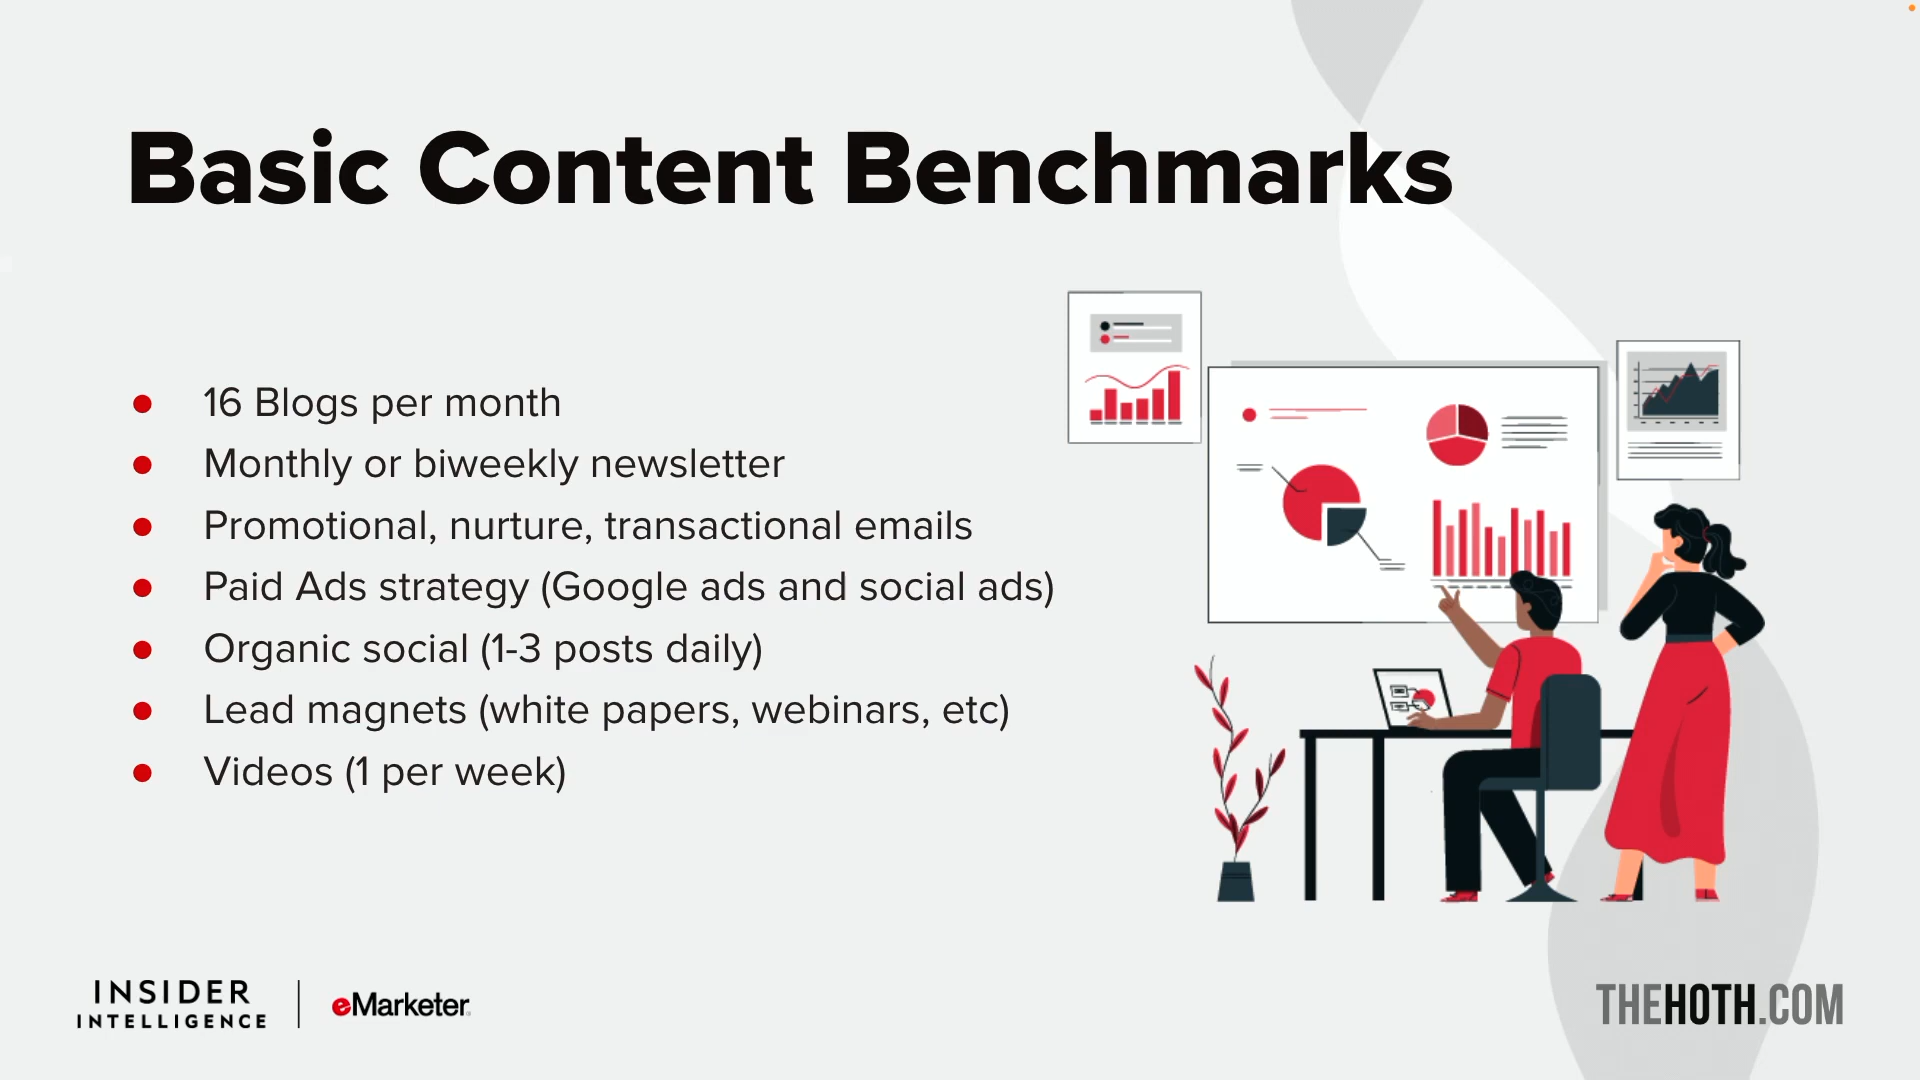 Basic Content Benchmarks
16 Blogs per month
Monthly or biweekly newsletter
Promotional, nurture, transactional emails
Paid Ads strategy (Google ads and social ads)
Organic social (1-3 posts daily)
Lead magnets (white papers, webinars, etc)
Videos (1 per week)
INSIDER
INTELLIGENCE
eMarketer
THEHOTH.COM